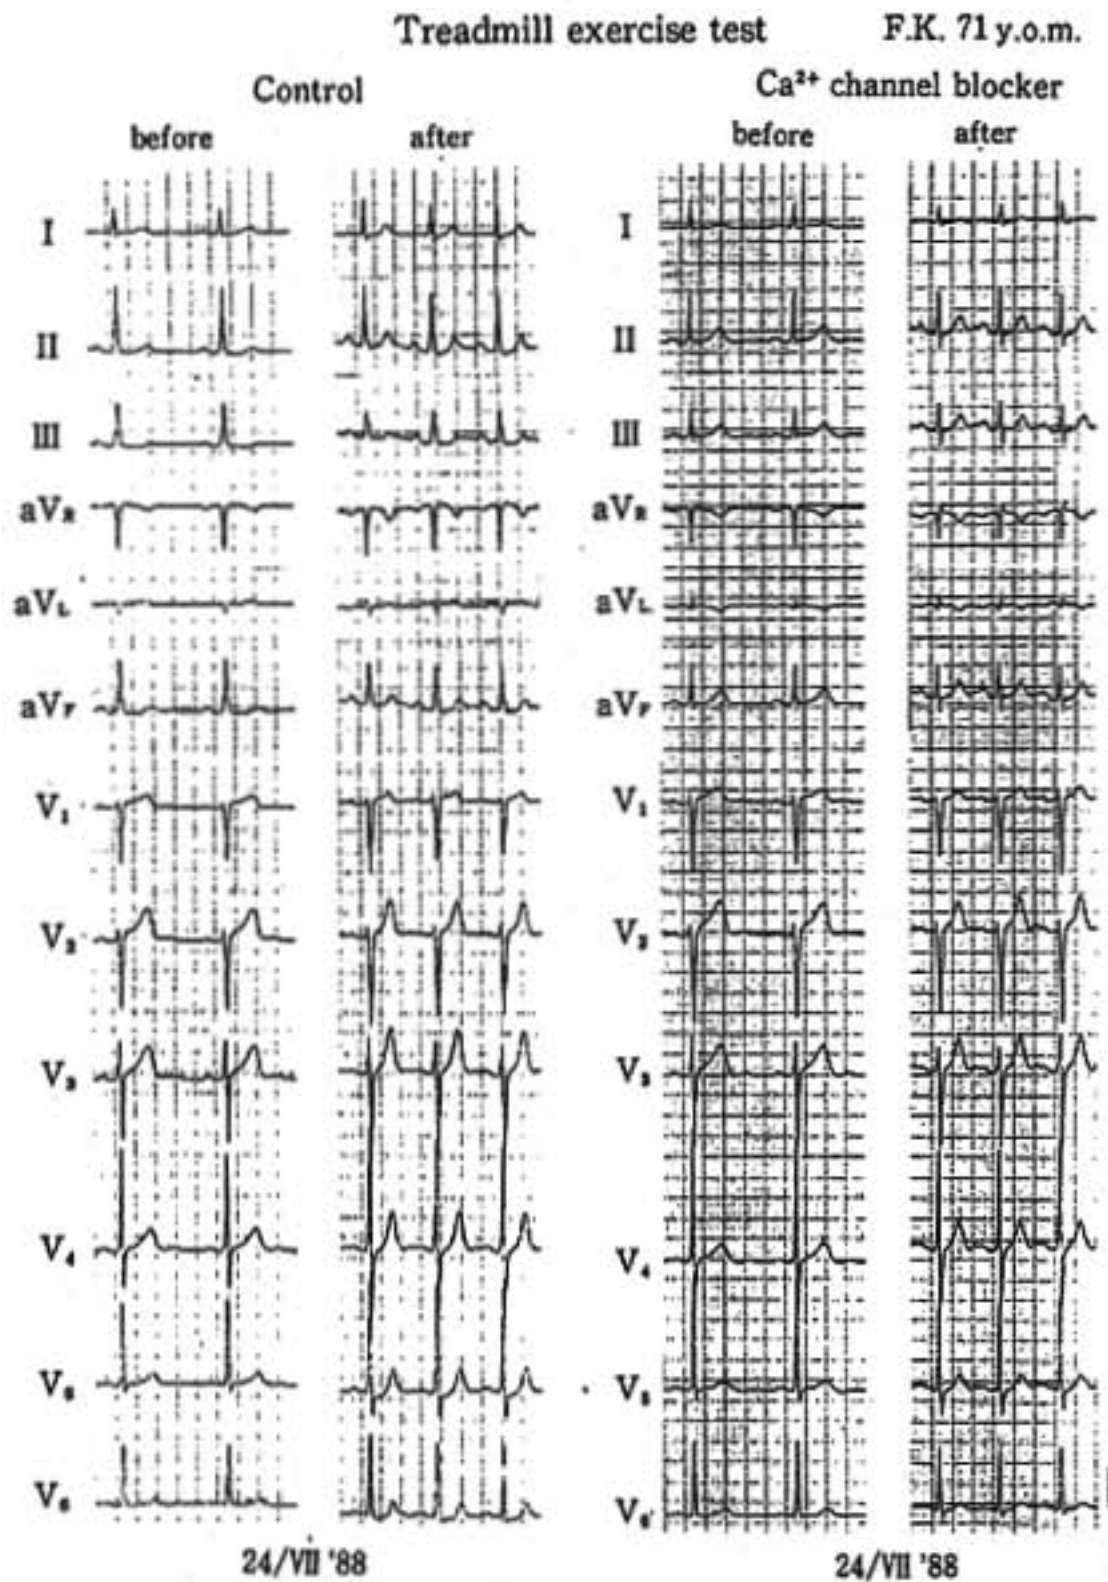 Treadmill exercise test F.K. 71 y.o.m.
Control Ca²⁺ channel blocker
before after before after
I I
II II
III III
aVR aVR
aVL aVL.
aVF aVF
V₁ V₁
V₂ V₂
V₃ V₃
V₄ V₄
V₅ V₅
V₆ V₆
24/VII '88 24/VII '88